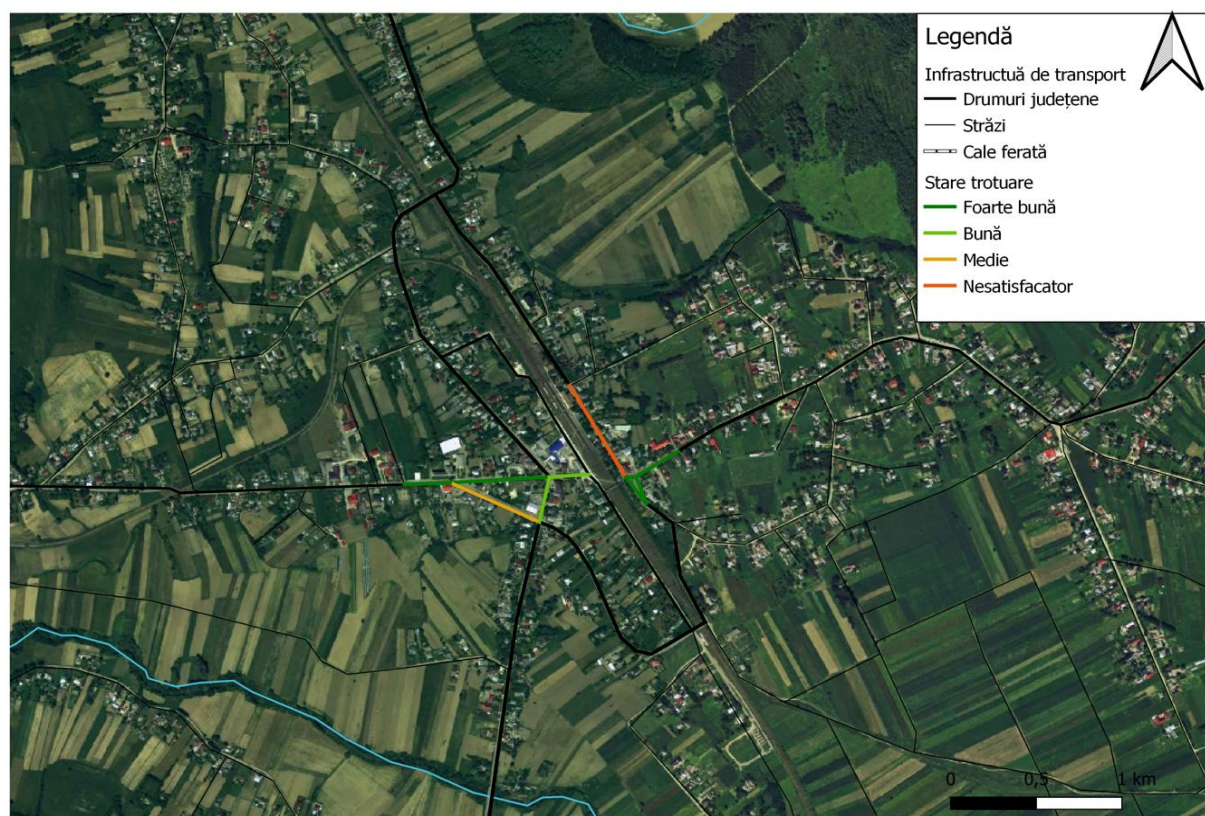 Legendă
Infrastructuă de transport
Drumuri județene
Străzi
Cale ferată
Stare trotuare
Foarte bună
Bună
Medie
Nesatisfacator
0 0,5 1 km